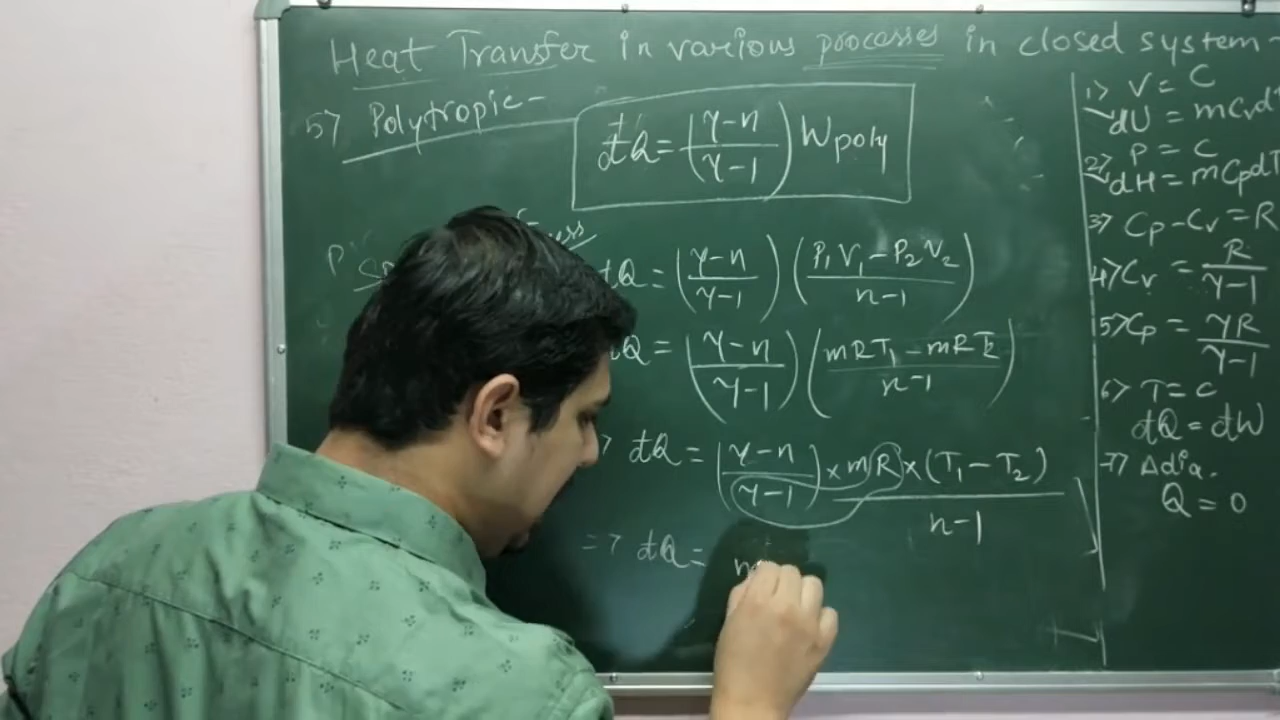 Heat Transfer in various processes in closed system-
5) Polytropic-
đQ = (γ-n / γ-1) Wpoly
đQ = (γ-n / γ-1) (P₁V₁ - P₂V₂ / n-1)
Q = (γ-n / γ-1) (mRT₁ - mRT₂ / n-1)
đQ = (γ-n / γ-1) × mR × (T₁ - T₂) / n-1
=> đQ =
1) V = C
dU = mCvdT
2) P = C
dH = mCpdT
3) Cp - Cv = R
4) Cv = R / γ-1
5) Cp = γR / γ-1
6) T = C
đQ = đW
7) Adia.
Q = 0